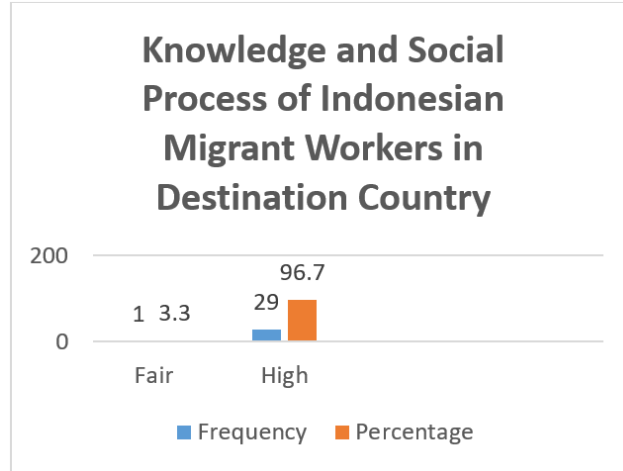 Knowledge and Social
Process of Indonesian
Migrant Workers in
Destination Country
200
96.7
29
1 3.3
0
Fair High
Frequency Percentage